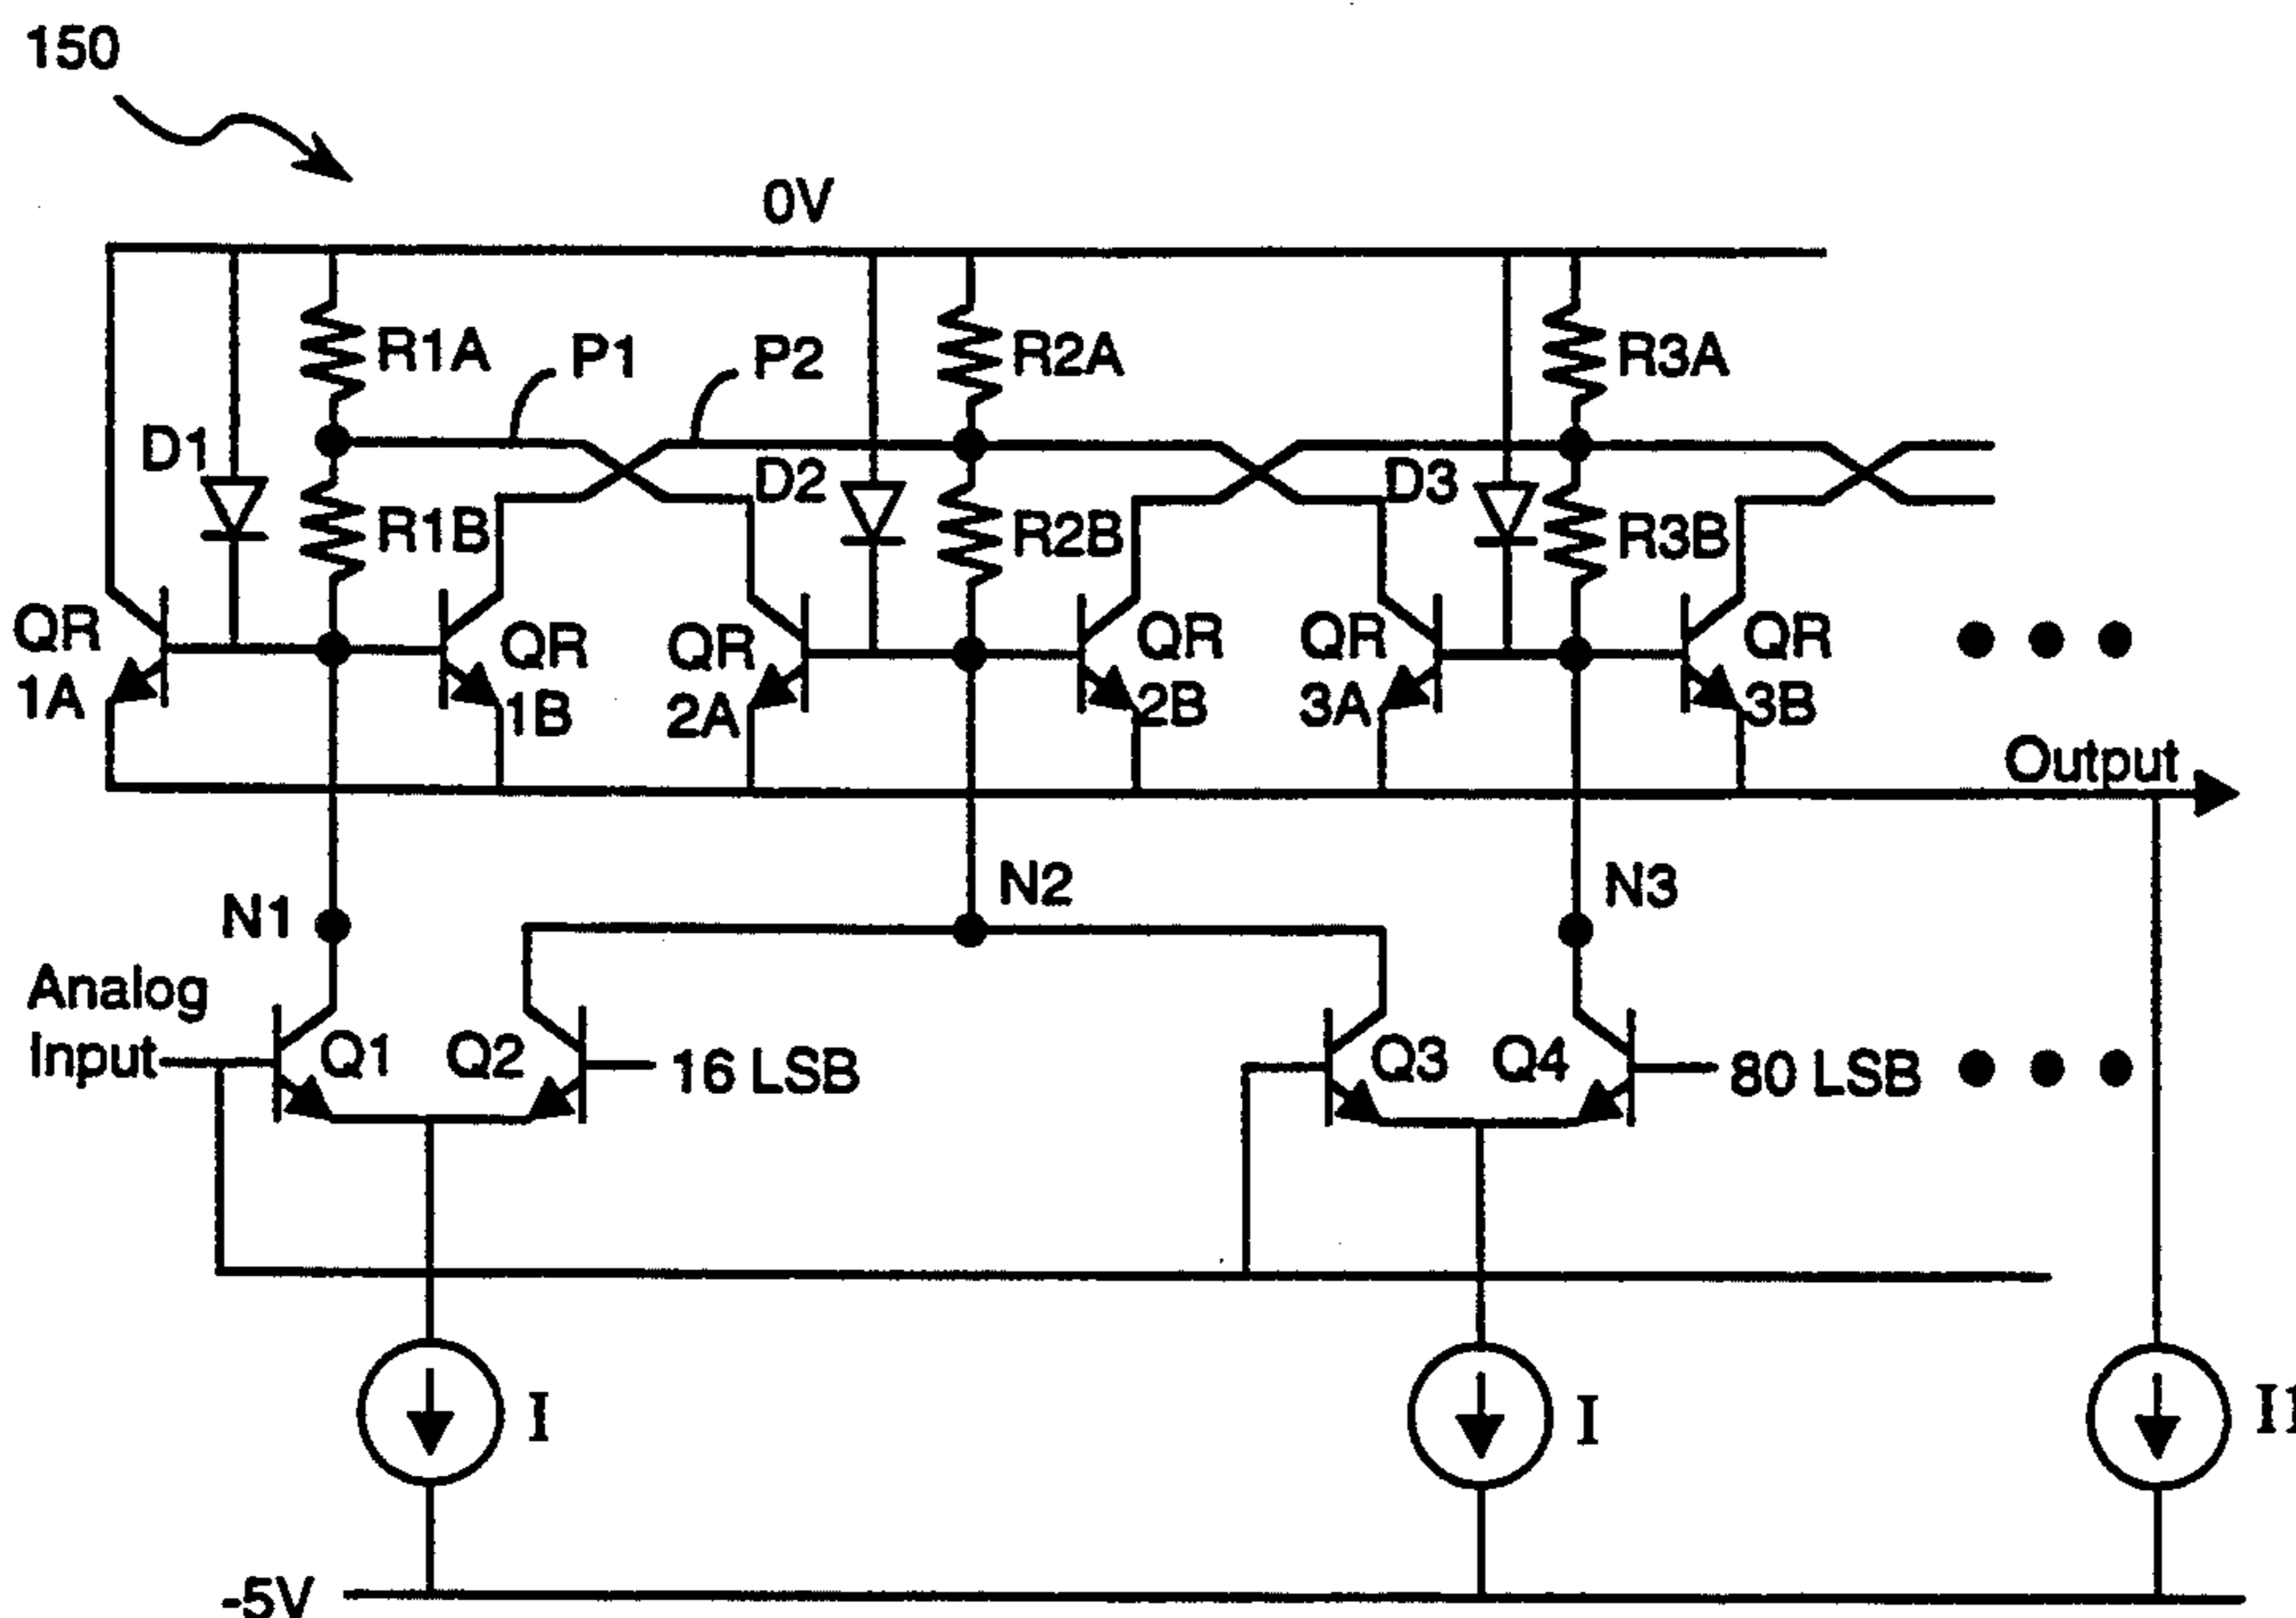 150
0V
R1A
P1
P2
R2A
R3A
D1
D2
D3
R1B
R2B
R3B
QR
1A
QR
1B
QR
2A
QR
2B
QR
3A
QR
3B
Output
N1
N2
N3
Analog
Input
Q1
Q2
16 LSB
Q3
Q4
80 LSB
I
I
I1
-5V